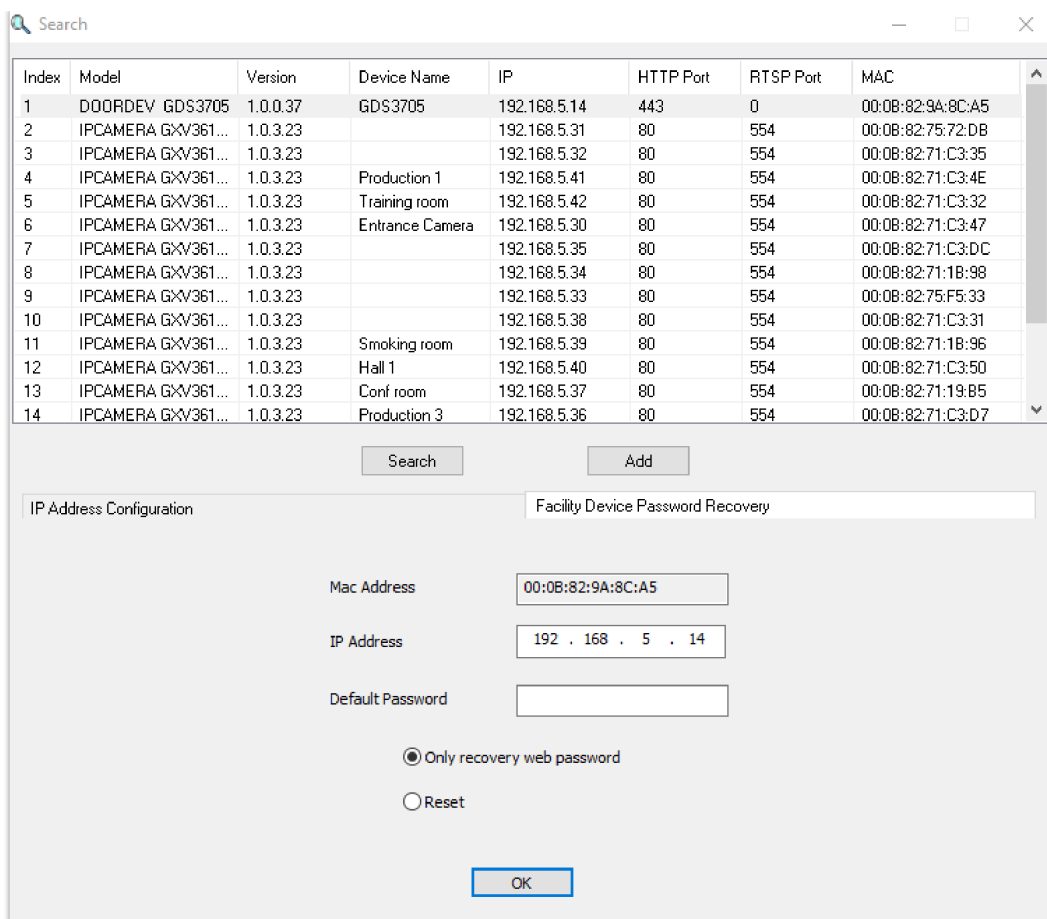 Search
Index Model Version Device Name IP HTTP Port RTSP Port MAC
1 DOORDEV GDS3705 1.0.0.37 GDS3705 192.168.5.14 443 0 00:0B:82:9A:8C:A5
2 IPCAMERA GXV361... 1.0.3.23 192.168.5.31 80 554 00:0B:82:75:72:DB
3 IPCAMERA GXV361... 1.0.3.23 192.168.5.32 80 554 00:0B:82:71:C3:35
4 IPCAMERA GXV361... 1.0.3.23 Production 1 192.168.5.41 80 554 00:0B:82:71:C3:4E
5 IPCAMERA GXV361... 1.0.3.23 Training room 192.168.5.42 80 554 00:0B:82:71:C3:32
6 IPCAMERA GXV361... 1.0.3.23 Entrance Camera 192.168.5.30 80 554 00:0B:82:71:C3:47
7 IPCAMERA GXV361... 1.0.3.23 192.168.5.35 80 554 00:0B:82:71:C3:DC
8 IPCAMERA GXV361... 1.0.3.23 192.168.5.34 80 554 00:0B:82:71:1B:98
9 IPCAMERA GXV361... 1.0.3.23 192.168.5.33 80 554 00:0B:82:75:F5:33
10 IPCAMERA GXV361... 1.0.3.23 192.168.5.38 80 554 00:0B:82:71:C3:31
11 IPCAMERA GXV361... 1.0.3.23 Smoking room 192.168.5.39 80 554 00:0B:82:71:1B:96
12 IPCAMERA GXV361... 1.0.3.23 Hall 1 192.168.5.40 80 554 00:0B:82:71:C3:50
13 IPCAMERA GXV361... 1.0.3.23 Conf room 192.168.5.37 80 554 00:0B:82:71:19:B5
14 IPCAMERA GXV361... 1.0.3.23 Production 3 192.168.5.36 80 554 00:0B:82:71:C3:D7
Search Add
IP Address Configuration Facility Device Password Recovery
Mac Address 00:0B:82:9A:8C:A5
IP Address 192 . 168 . 5 . 14
Default Password
Only recovery web password
Reset
OK